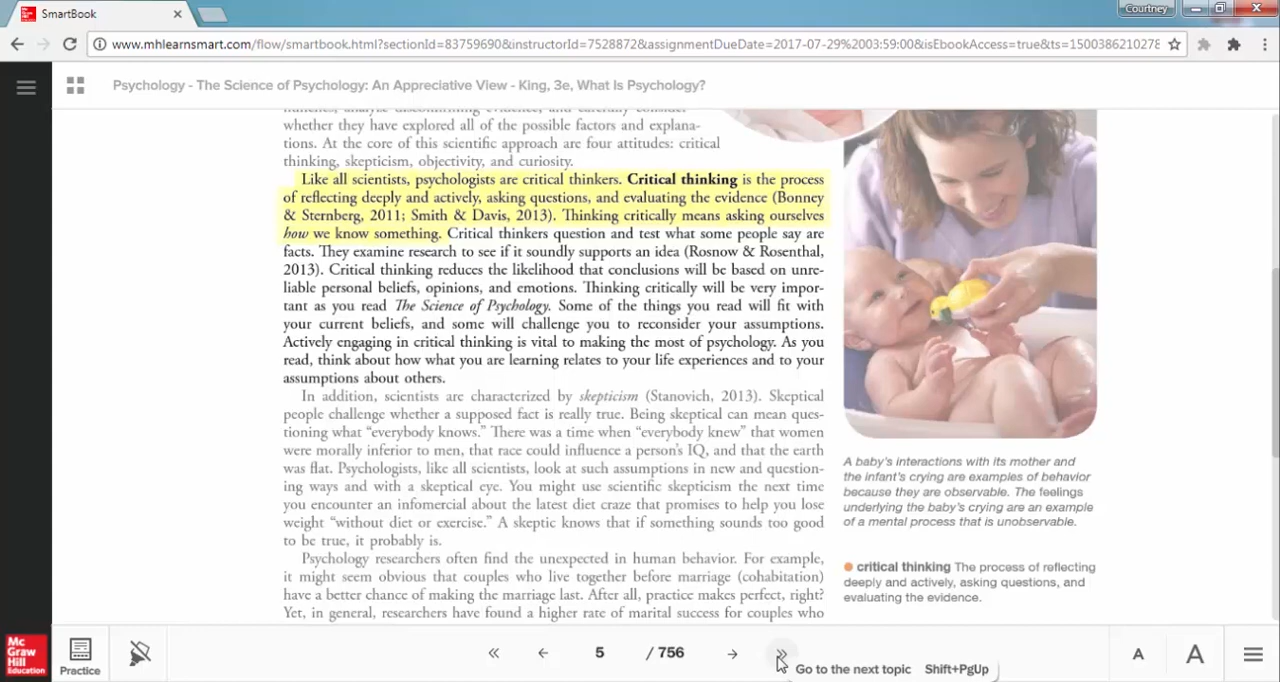 SmartBook
Courtney
www.mhlearnsmart.com/flow/smartbook.html?sectionId=83759690&instructorId=7528872&assignmentDueDate=2017-07-29%2003:59:00&isEbookAccess=true&ts=1500386210278
Psychology - The Science of Psychology: An Appreciative View - King, 3e, What Is Psychology?
hunches, analyze disconfirming evidence, and carefully consider
whether they have explored all of the possible factors and explana-
tions. At the core of this scientific approach are four attitudes: critical
thinking, skepticism, objectivity, and curiosity.
Like all scientists, psychologists are critical thinkers. Critical thinking is the process
of reflecting deeply and actively, asking questions, and evaluating the evidence (Bonney
& Sternberg, 2011; Smith & Davis, 2013). Thinking critically means asking ourselves
how we know something. Critical thinkers question and test what some people say are
facts. They examine research to see if it soundly supports an idea (Rosnow & Rosenthal,
2013). Critical thinking reduces the likelihood that conclusions will be based on unre-
liable personal beliefs, opinions, and emotions. Thinking critically will be very impor-
tant as you read The Science of Psychology. Some of the things you read will fit with
your current beliefs, and some will challenge you to reconsider your assumptions.
Actively engaging in critical thinking is vital to making the most of psychology. As you
read, think about how what you are learning relates to your life experiences and to your
assumptions about others.
In addition, scientists are characterized by skepticism (Stanovich, 2013). Skeptical
people challenge whether a supposed fact is really true. Being skeptical can mean ques-
tioning what “everybody knows.” There was a time when “everybody knew” that women
were morally inferior to men, that race could influence a person’s IQ, and that the earth
was flat. Psychologists, like all scientists, look at such assumptions in new and question-
ing ways and with a skeptical eye. You might use scientific skepticism the next time
you encounter an infomercial about the latest diet craze that promises to help you lose
weight “without diet or exercise.” A skeptic knows that if something sounds too good
to be true, it probably is.
Psychology researchers often find the unexpected in human behavior. For example,
it might seem obvious that couples who live together before marriage (cohabitation)
have a better chance of making the marriage last. After all, practice makes perfect, right?
Yet, in general, researchers have found a higher rate of marital success for couples who
A baby’s interactions with its mother and
the infant’s crying are examples of behavior
because they are observable. The feelings
underlying the baby’s crying are an example
of a mental process that is unobservable.
critical thinking The process of reflecting
deeply and actively, asking questions, and
evaluating the evidence.
Mc
Graw
Hill
Education
Practice
5 / 756
Go to the next topic Shift+PgUp
A A